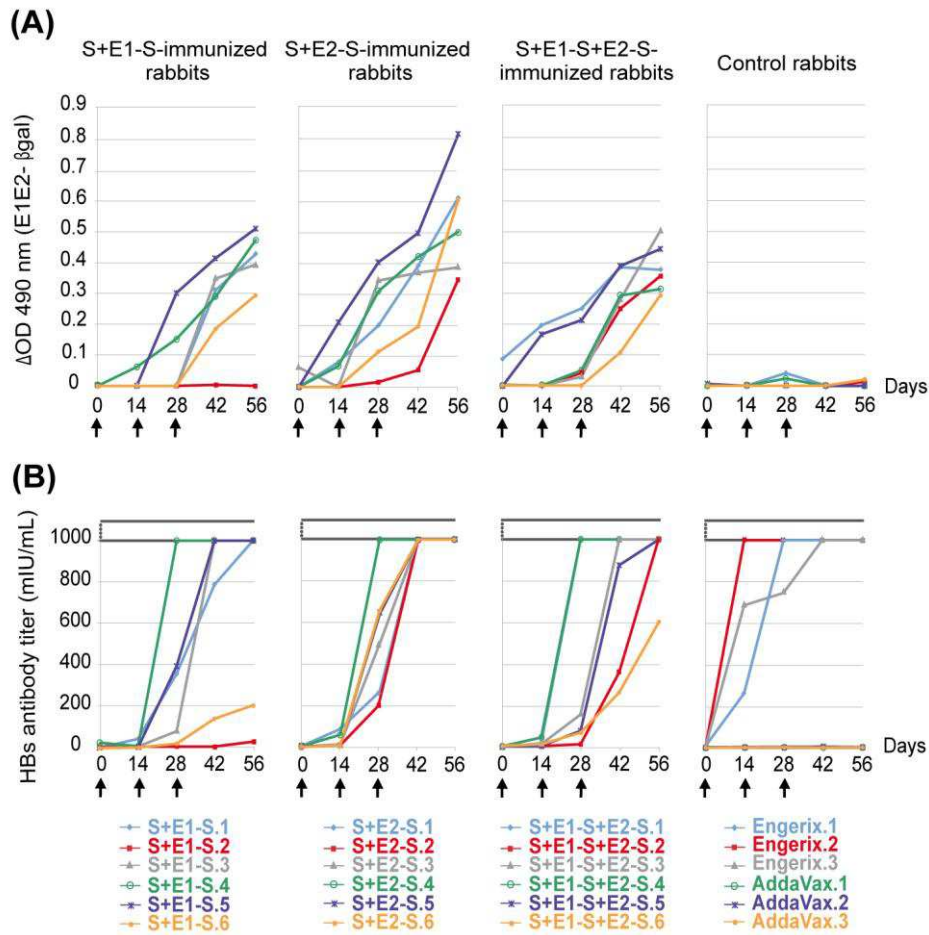 (A)
S+E1-S-immunized
rabbits
S+E2-S-immunized
rabbits
S+E1-S+E2-S-
immunized rabbits
Control rabbits
ΔOD 490 nm (E1E2- βgal)
0.9
0.8
0.7
0.6
0.5
0.4
0.3
0.2
0.1
0
0 14 28 42 56
0 14 28 42 56
0 14 28 42 56
0 14 28 42 56
Days
(B)
HBs antibody titer (mIU/mL)
1000
800
600
400
200
0
0 14 28 42 56
0 14 28 42 56
0 14 28 42 56
0 14 28 42 56
Days
S+E1-S.1
S+E1-S.2
S+E1-S.3
S+E1-S.4
S+E1-S.5
S+E1-S.6
S+E2-S.1
S+E2-S.2
S+E2-S.3
S+E2-S.4
S+E2-S.5
S+E2-S.6
S+E1-S+E2-S.1
S+E1-S+E2-S.2
S+E1-S+E2-S.3
S+E1-S+E2-S.4
S+E1-S+E2-S.5
S+E1-S+E2-S.6
Engerix.1
Engerix.2
Engerix.3
AddaVax.1
AddaVax.2
AddaVax.3